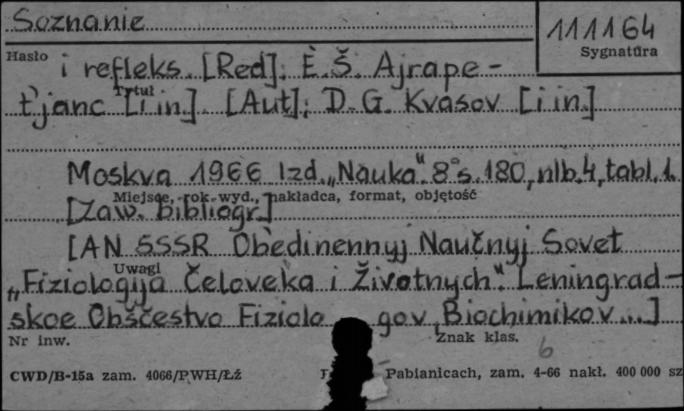 Soznanie
111164
Hasło
Sygnatura
i refleks. [Red]: È.Š. Ajrape-
Tytuł
t'janc [i in]. [Aut]: D.G. Kvasov [i in.]
Moskva 1966 Izd. „Nauka". 8° s. 180, nlb. 4, tabl. 1.
Miejsce, rok wyd., nakładca, format, objętość
[Zaw. bibliogr.]
[AN SSSR Obedinennyj Naučnyj Sovet
Uwagi
„Fiziologija Čeloveka i Životnych". Leningrad-
skoe Obščestvo Fiziologov, Biochimikov...]
Nr inw.
Znak klas.
6
CWD/B-15a zam. 4066/PWH/Łź
Pabianicach, zam. 4-66 nakł. 400 000 sz